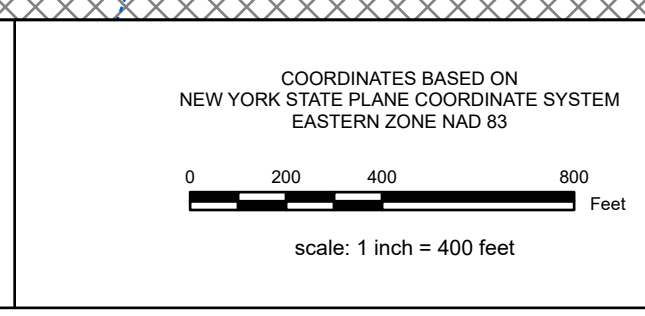 COORDINATES BASED ON
NEW YORK STATE PLANE COORDINATE SYSTEM
EASTERN ZONE NAD 83
0 200 400 800
Feet
scale: 1 inch = 400 feet